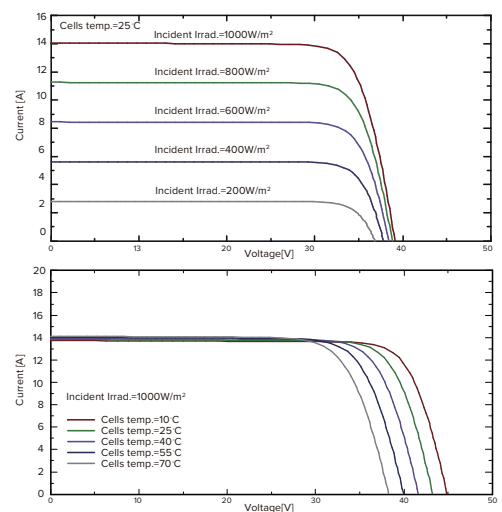 16
Cells temp.=25°C
Incident Irrad.=1000W/m²
14
12
Incident Irrad.=800W/m²
10
Incident Irrad.=600W/m²
8
6
Incident Irrad.=400W/m²
4
Incident Irrad.=200W/m²
2
0
Current [A]
0 13 20 30 40 50
Voltage[V]
20
18
16
14
12
10
8
6
4
2
0
Current [A]
Incident Irrad.=1000W/m²
Cells temp.=10°C
Cells temp.=25°C
Cells temp.=40°C
Cells temp.=55°C
Cells temp.=70°C
0 10 20 30 40 50
Voltage[V]